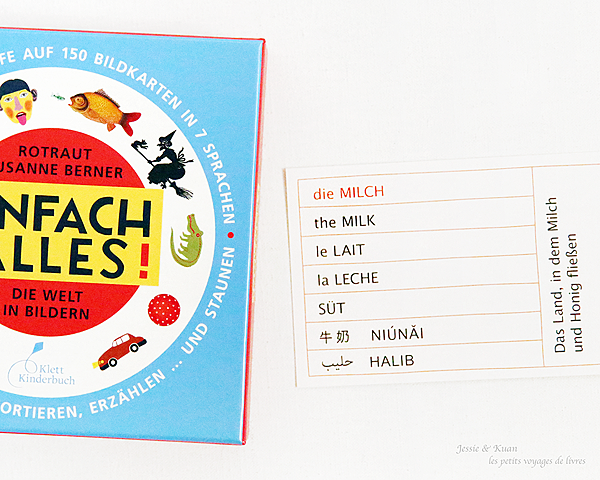 FE AUF 150 BILDKARTEN IN 7 SPRACHEN •
ROTRAUT
USANNE BERNER
NFACH
ALLES!
DIE WELT
IN BILDERN
Klett
Kinderbuch
ORTIEREN, ERZÄHLEN ... UND STAUNEN
die MILCH
the MILK
le LAIT
la LECHE
SÜT
牛 奶 NIÚNǍI
حليب HALIB
Das Land, in dem Milch
und Honig fließen
Jessie & Kuan
les petits voyages de livres